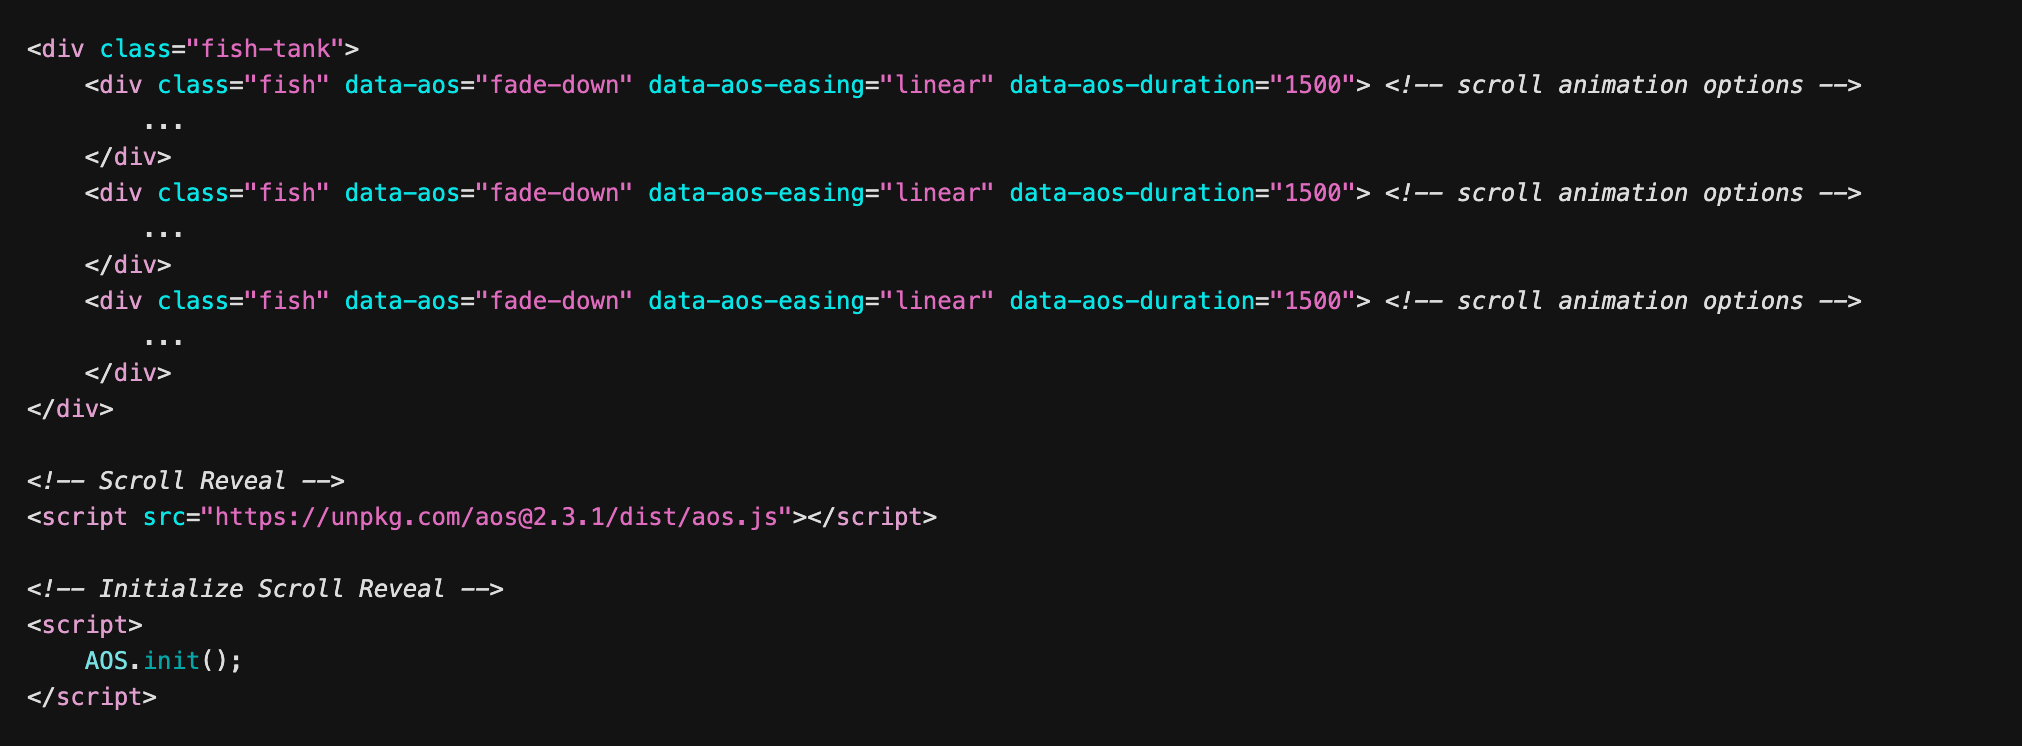 <div class="fish-tank">
    <div class="fish" data-aos="fade-down" data-aos-easing="linear" data-aos-duration="1500"> <!-- scroll animation options -->
        ...
    </div>
    <div class="fish" data-aos="fade-down" data-aos-easing="linear" data-aos-duration="1500"> <!-- scroll animation options -->
        ...
    </div>
    <div class="fish" data-aos="fade-down" data-aos-easing="linear" data-aos-duration="1500"> <!-- scroll animation options -->
        ...
    </div>
</div>

<!-- Scroll Reveal -->
<script src="https://unpkg.com/aos@2.3.1/dist/aos.js"></script>

<!-- Initialize Scroll Reveal -->
<script>
    AOS.init();
</script>